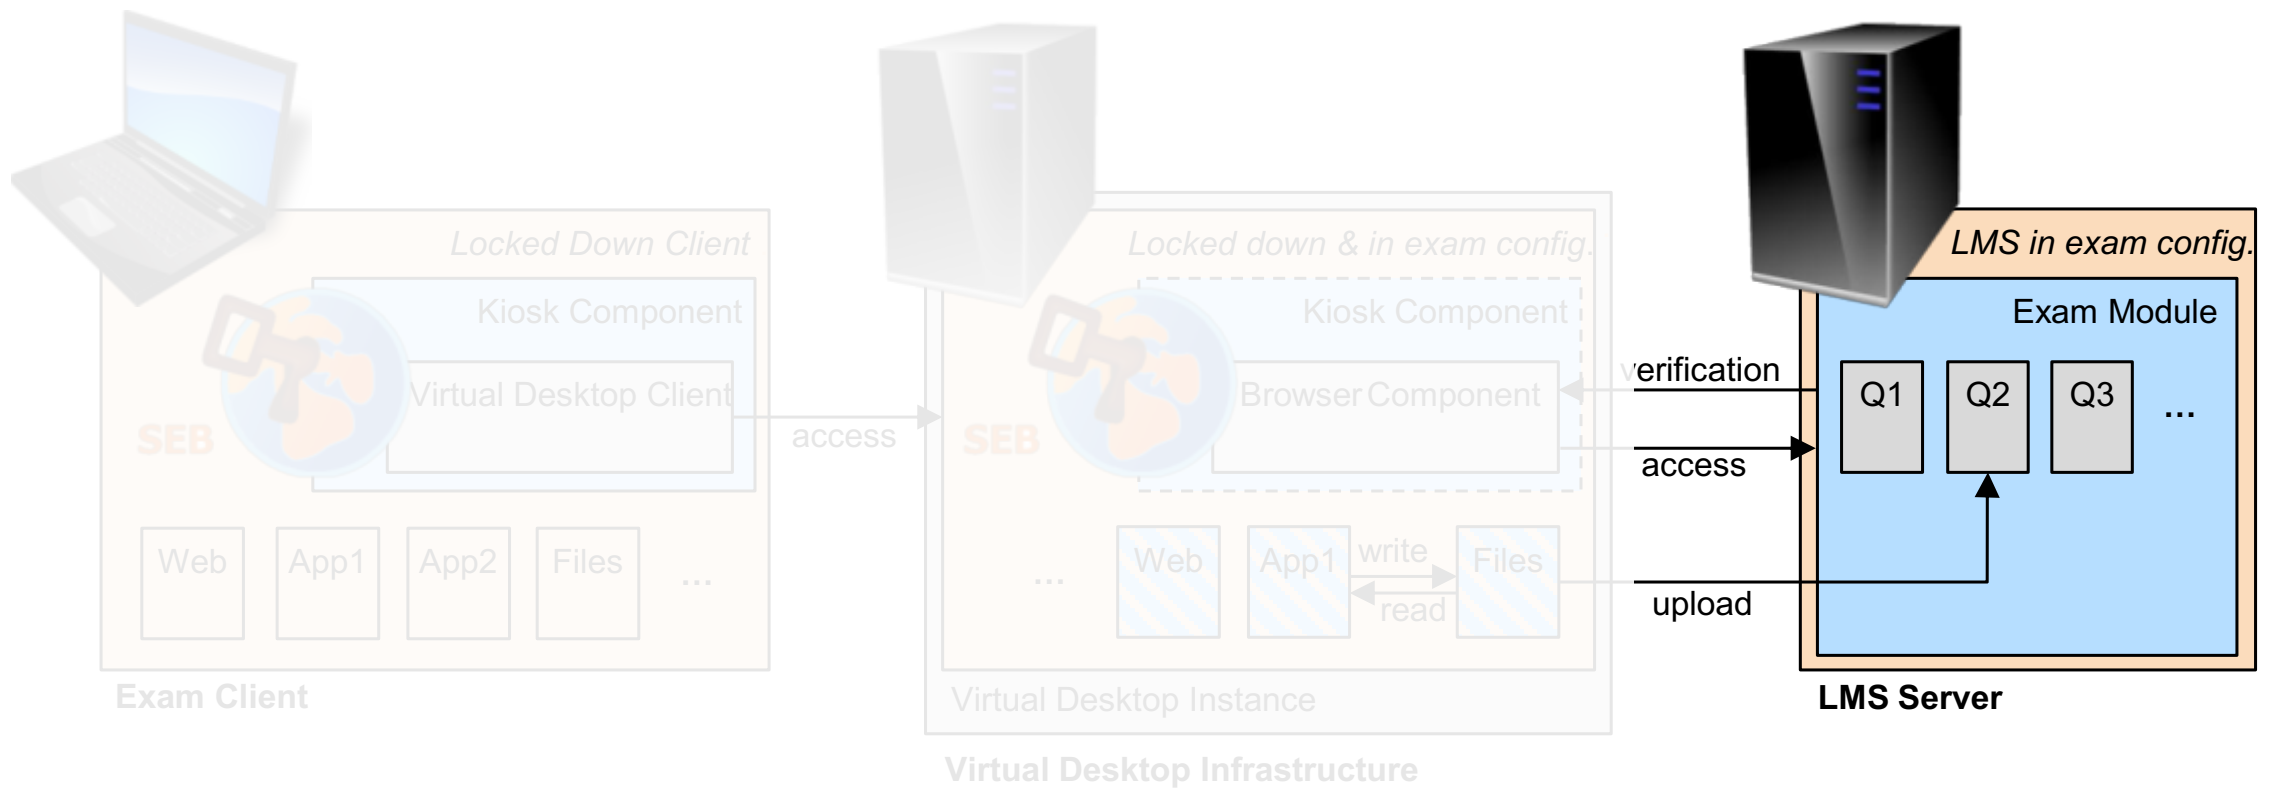 Locked Down Client
Kiosk Component
Virtual Desktop Client
SEB
access
Web
App1
App2
Files
...
Exam Client
Locked down & in exam config.
Kiosk Component
Browser Component
SEB
...
Web
App1
write
read
Files
Virtual Desktop Instance
Virtual Desktop Infrastructure
verification
access
upload
LMS in exam config.
Exam Module
Q1
Q2
Q3
...
LMS Server